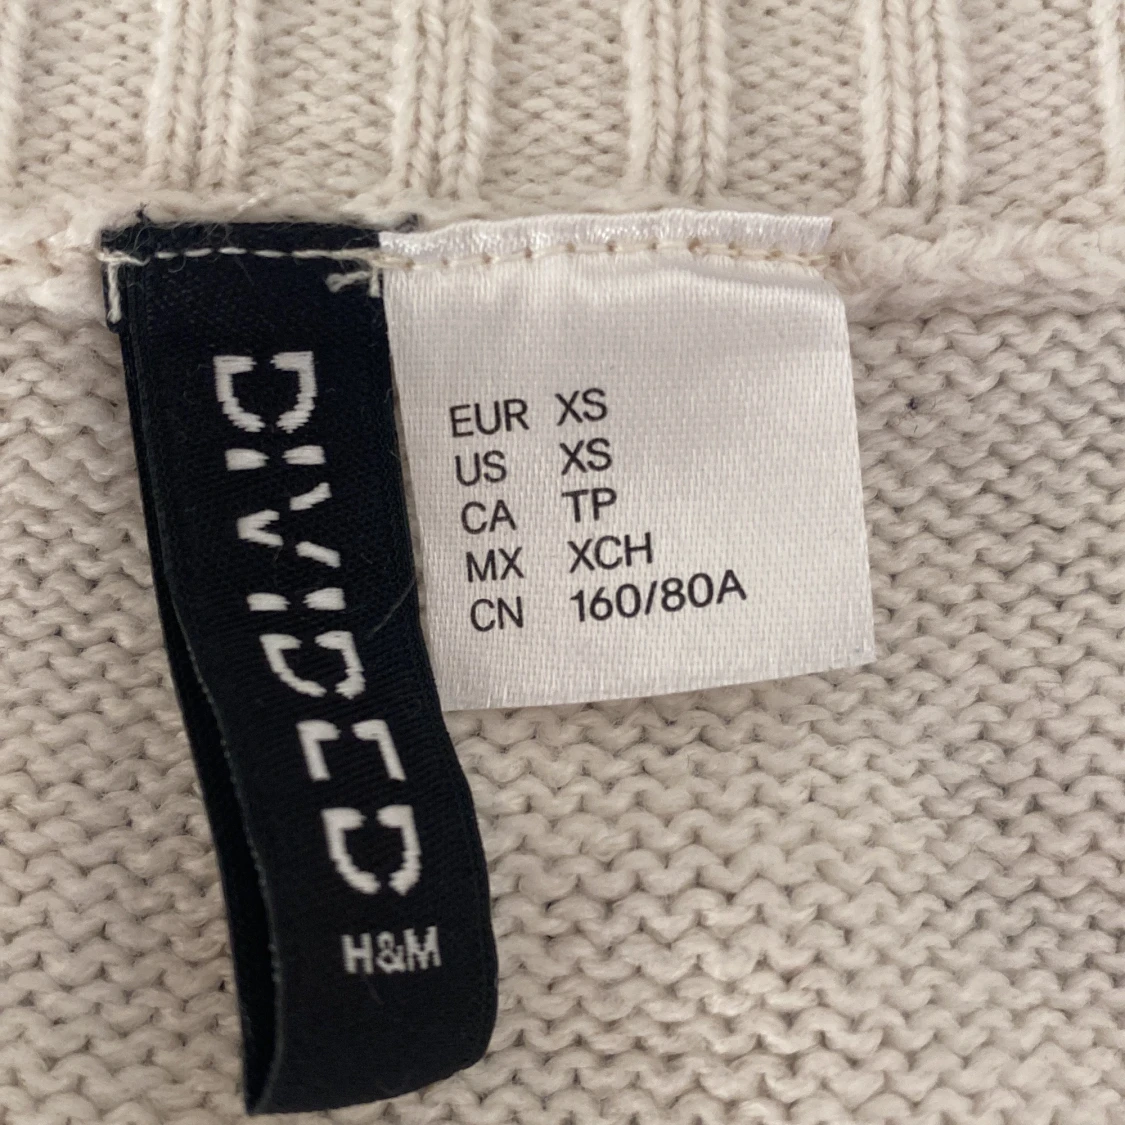 DIVIDED
H&M
EUR XS
US XS
CA TP
MX XCH
CN 160/80A